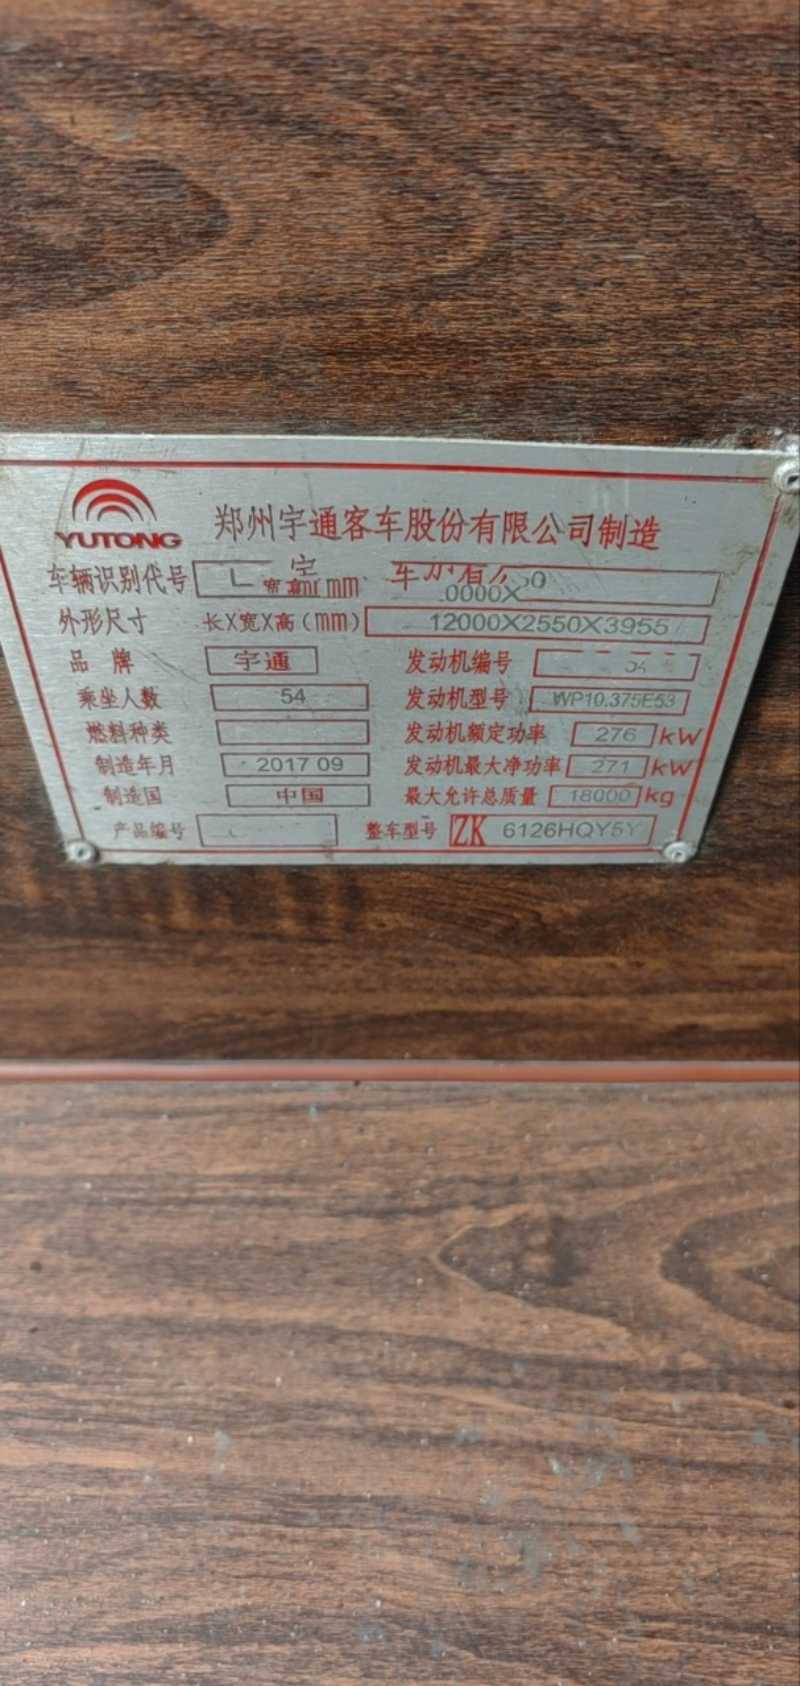 YUTONG
郑州宇通客车股份有限公司制造
车辆识别代号 L
外形尺寸 长X宽X高(mm) 12000X2550X3955
品牌 宇通 发动机编号
乘坐人数 54 发动机型号 WP10.375E53
燃料种类 发动机额定功率 276 kW
制造年月 2017 09 发动机最大净功率 271 kW
制造国 中国 最大允许总质量 18000 kg
产品编号 整车型号 ZK 6126HQY5Y